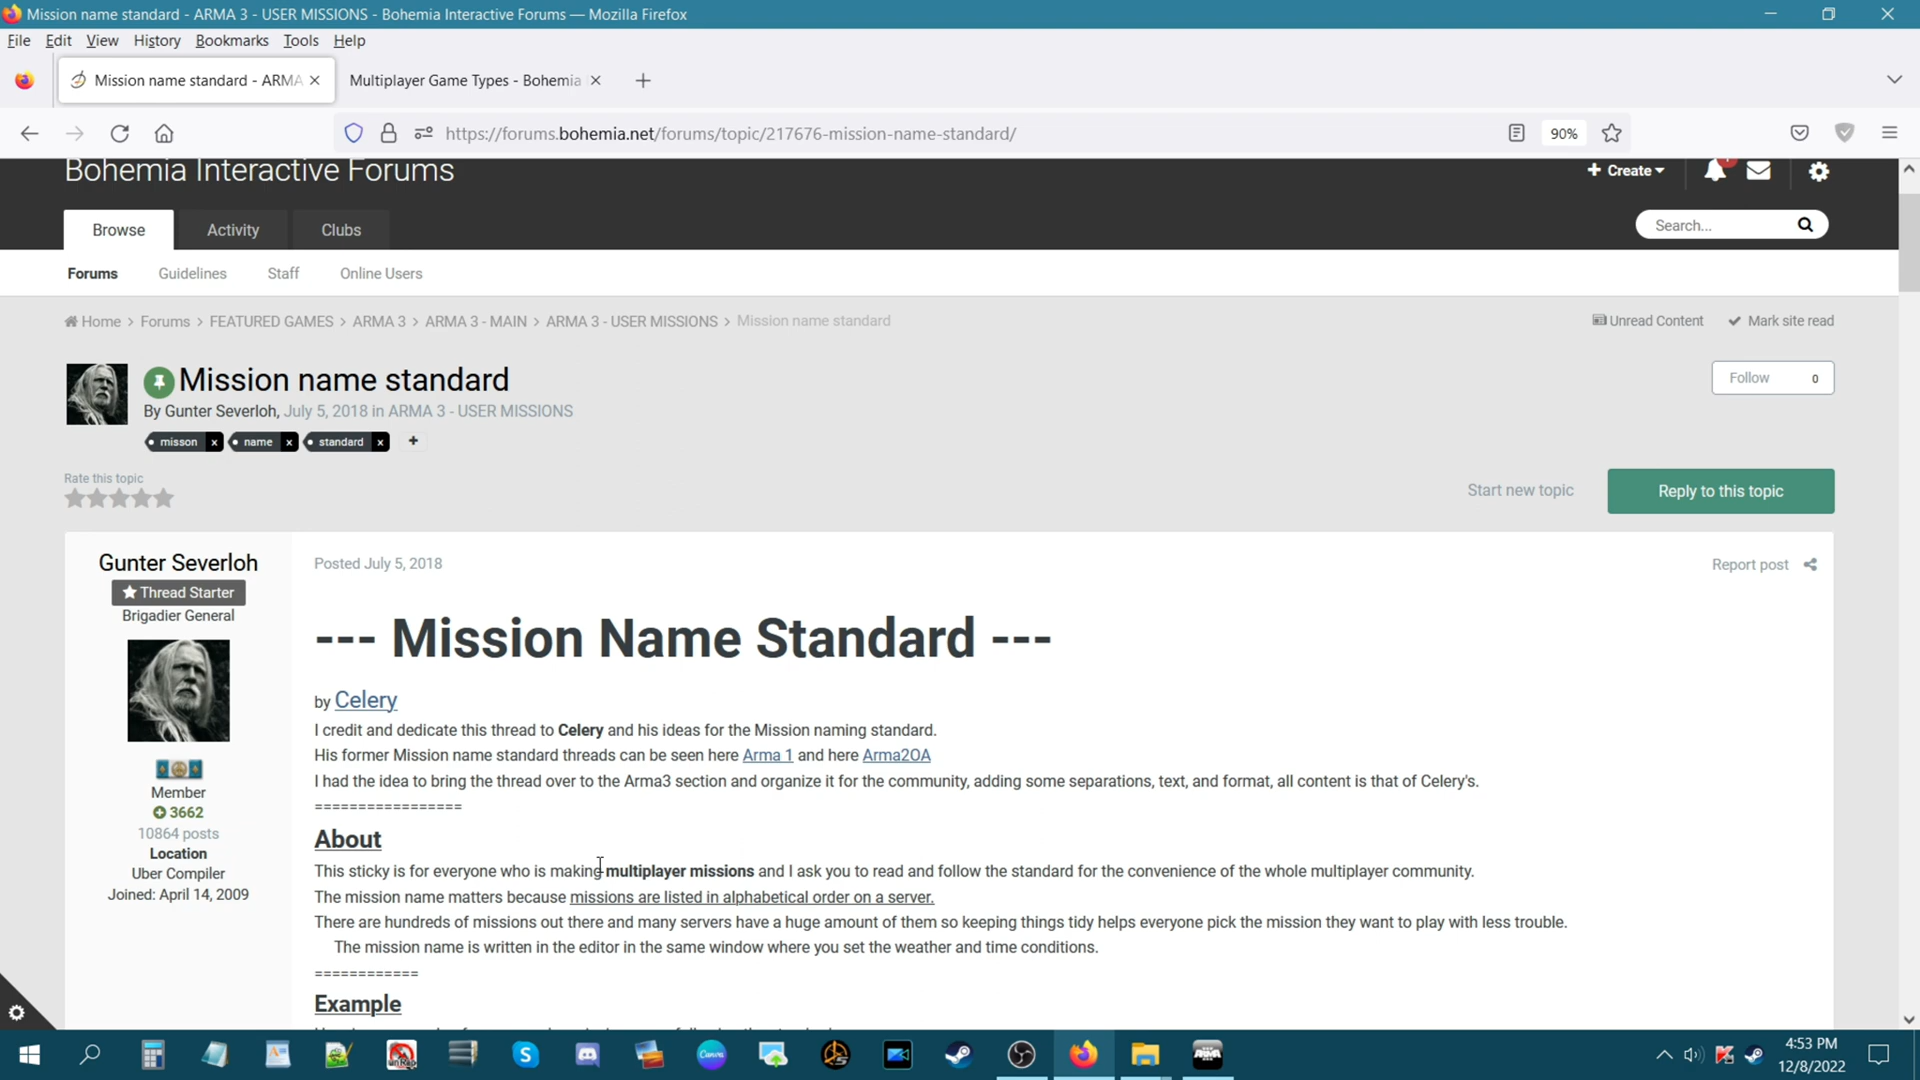 Mission name standard - ARMA 3 - USER MISSIONS - Bohemia Interactive Forums — Mozilla Firefox
File Edit View History Bookmarks Tools Help
Mission name standard - ARMA
Multiplayer Game Types - Bohemia
https://forums.bohemia.net/forums/topic/217676-mission-name-standard/
90%
Bohemia Interactive Forums
Create
Browse Activity Clubs
Search...
Forums Guidelines Staff Online Users
Home > Forums > FEATURED GAMES > ARMA 3 > ARMA 3 - MAIN > ARMA 3 - USER MISSIONS > Mission name standard
Unread Content Mark site read
Mission name standard
By Gunter Severloh, July 5, 2018 in ARMA 3 - USER MISSIONS
Follow 0
misson x name x standard x +
Rate this topic
Start new topic
Reply to this topic
Gunter Severloh
Thread Starter
Brigadier General
Member
3662
10864 posts
Location
Uber Compiler
Joined: April 14, 2009
Posted July 5, 2018
Report post
--- Mission Name Standard ---
by Celery
I credit and dedicate this thread to Celery and his ideas for the Mission naming standard.
His former Mission name standard threads can be seen here Arma 1 and here Arma2OA
I had the idea to bring the thread over to the Arma3 section and organize it for the community, adding some separations, text, and format, all content is that of Celery's.
=================
About
This sticky is for everyone who is making multiplayer missions and I ask you to read and follow the standard for the convenience of the whole multiplayer community.
The mission name matters because missions are listed in alphabetical order on a server.
There are hundreds of missions out there and many servers have a huge amount of them so keeping things tidy helps everyone pick the mission they want to play with less trouble.
The mission name is written in the editor in the same window where you set the weather and time conditions.
============
Example
4:53 PM
12/8/2022